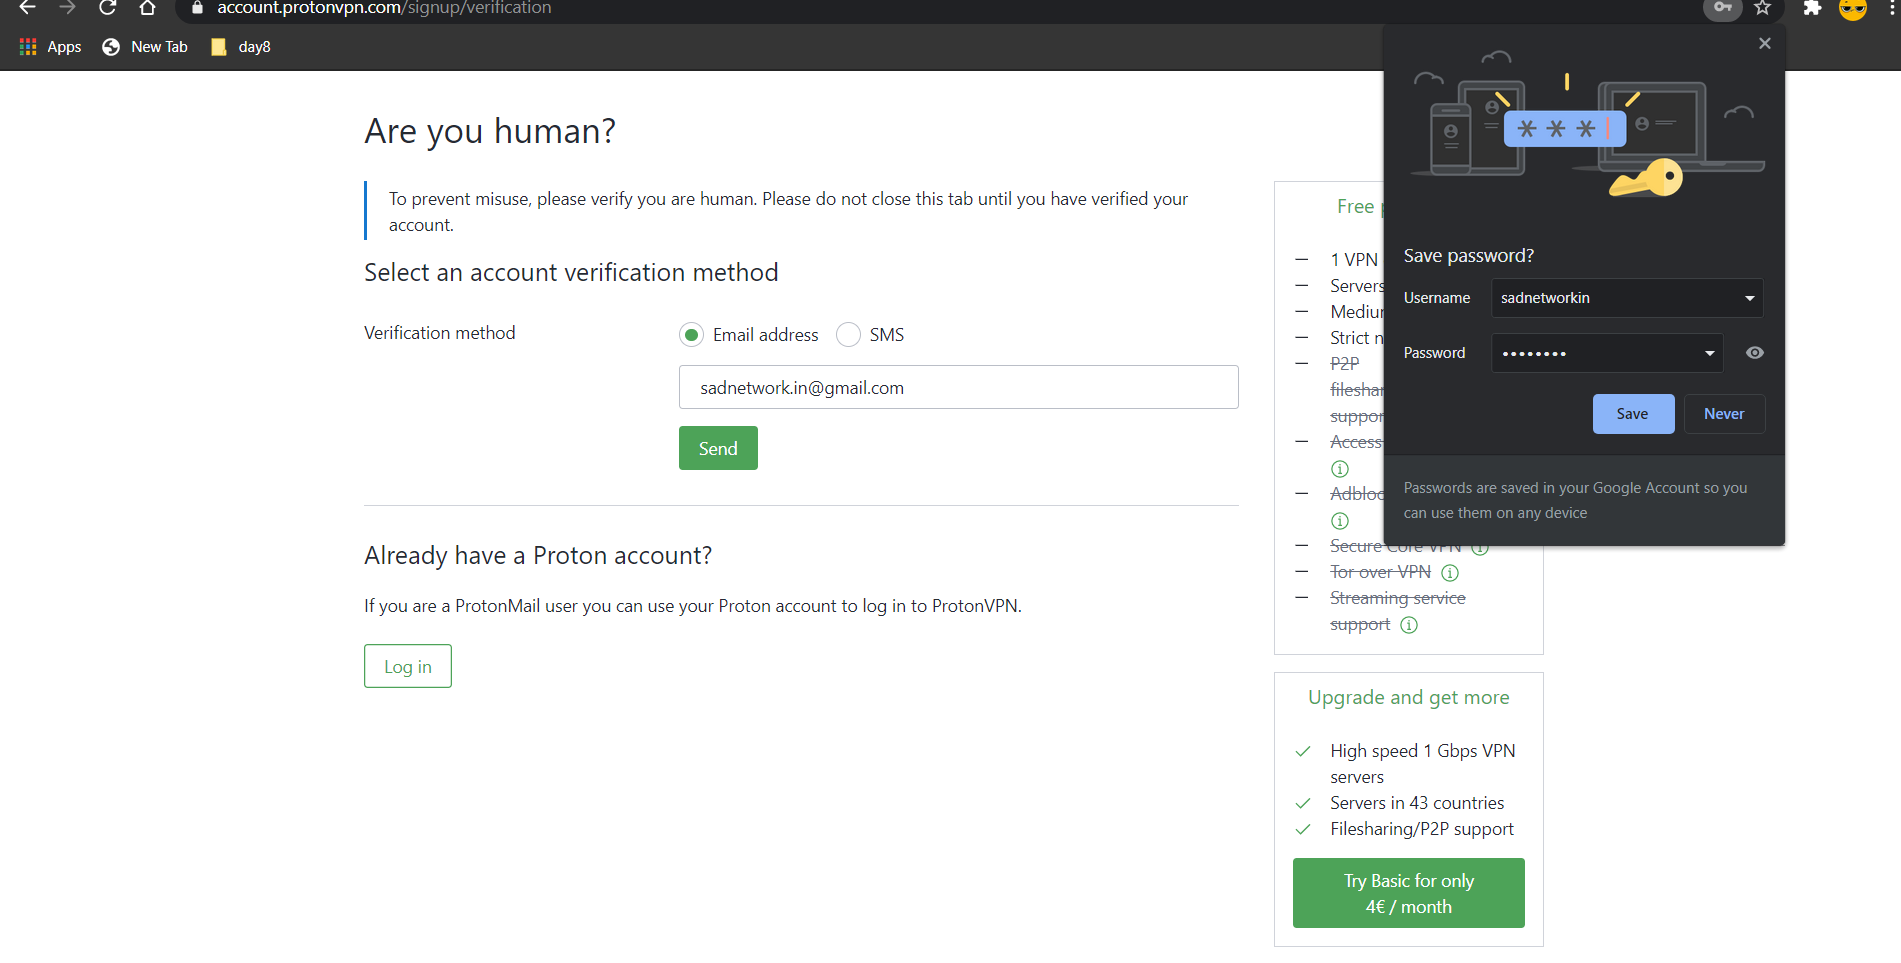 account.protonvpn.com/signup/verification
Apps
New Tab
day8
Are you human?
To prevent misuse, please verify you are human. Please do not close this tab until you have verified your
account.
Select an account verification method
Verification method
Email address
SMS
sadnetwork.in@gmail.com
Send
Already have a Proton account?
If you are a ProtonMail user you can use your Proton account to log in to ProtonVPN.
Log in
Free
1 VPN
Servers
Strict
P2P
Access
Secure Core VPN
Tor over VPN
Streaming service
support
Upgrade and get more
High speed 1 Gbps VPN
servers
Servers in 43 countries
Filesharing/P2P support
Try Basic for only
4€ / month
* * *
Save password?
Username
sadnetworkin
Password
••••••••
Save
Never
Passwords are saved in your Google Account so you
can use them on any device